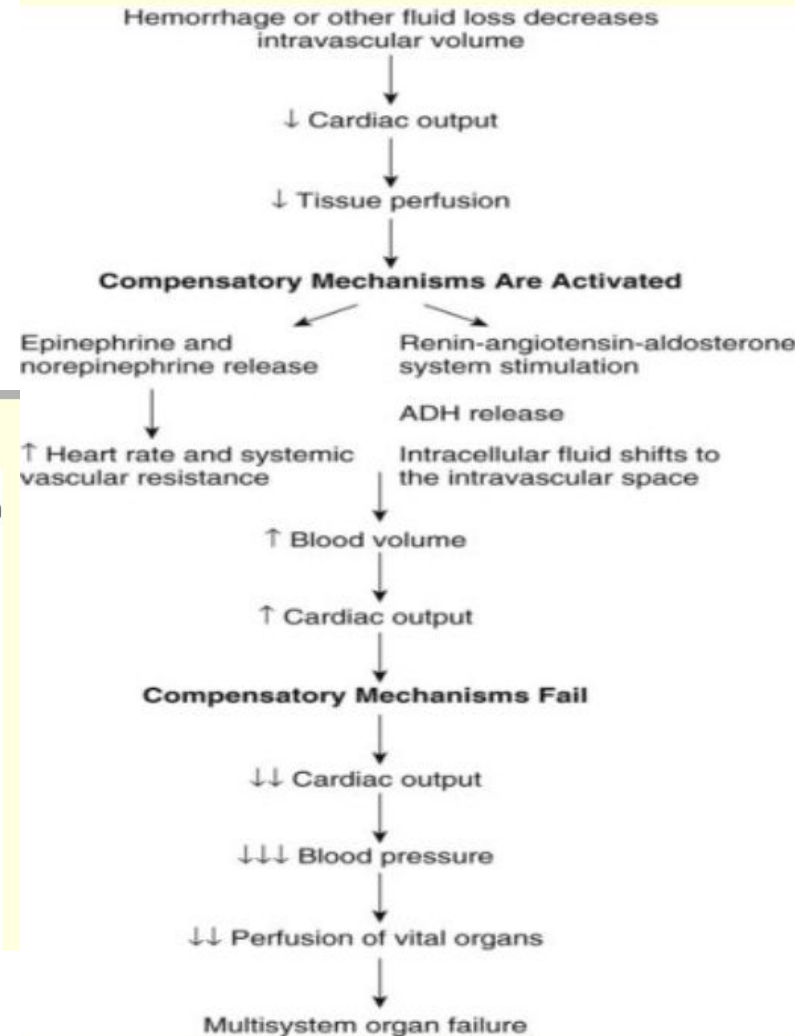 Hemorrhage or other fluid loss decreases
intravascular volume
↓ Cardiac output
↓ Tissue perfusion
Compensatory Mechanisms Are Activated
Epinephrine and
norepinephrine release
↑ Heart rate and systemic
vascular resistance
Renin-angiotensin-aldosterone
system stimulation
ADH release
Intracellular fluid shifts to
the intravascular space
↑ Blood volume
↑ Cardiac output
Compensatory Mechanisms Fail
↓↓ Cardiac output
↓↓↓ Blood pressure
↓↓ Perfusion of vital organs
Multisystem organ failure